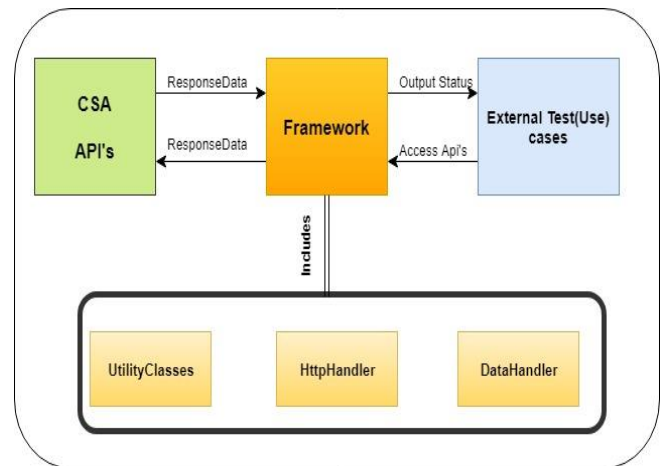 CSA
API's
ResponseData
ResponseData
Framework
Output Status
Access Api's
External Test(Use)
cases
Includes
UtilityClasses
HttpHandler
DataHandler